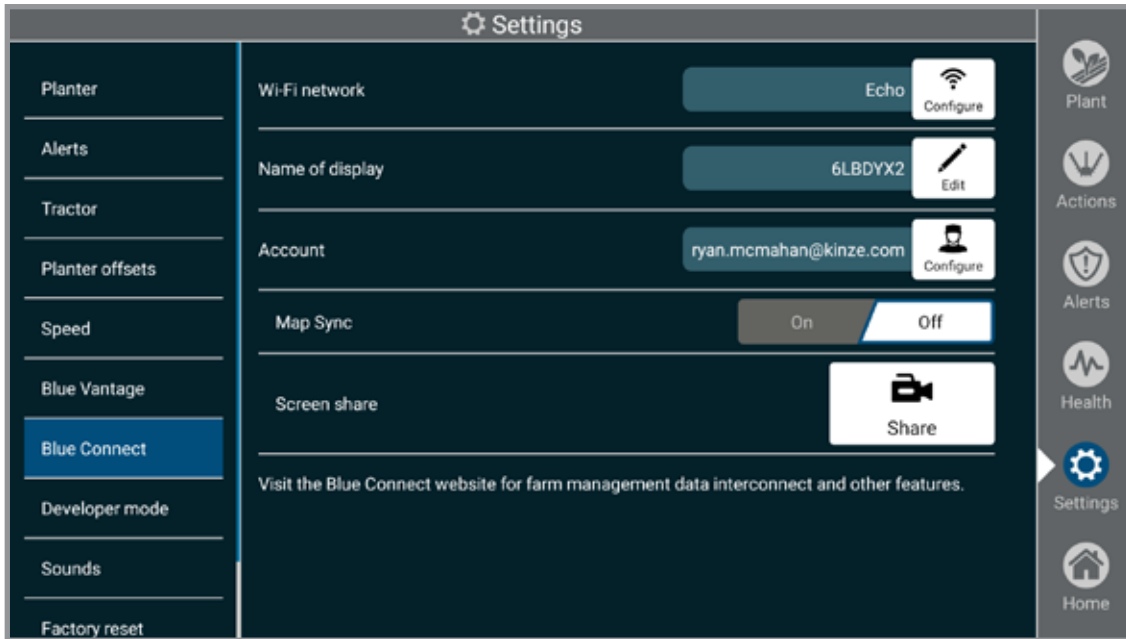 Settings
Planter
Alerts
Tractor
Planter offsets
Speed
Blue Vantage
Blue Connect
Developer mode
Sounds
Factory reset
Wi-Fi network
Echo
Configure
Name of display
6LBDYX2
Edit
Account
ryan.mcmahan@kinze.com
Configure
Map Sync
On
Off
Screen share
Share
Visit the Blue Connect website for farm management data interconnect and other features.
Plant
Actions
Alerts
Health
Settings
Home